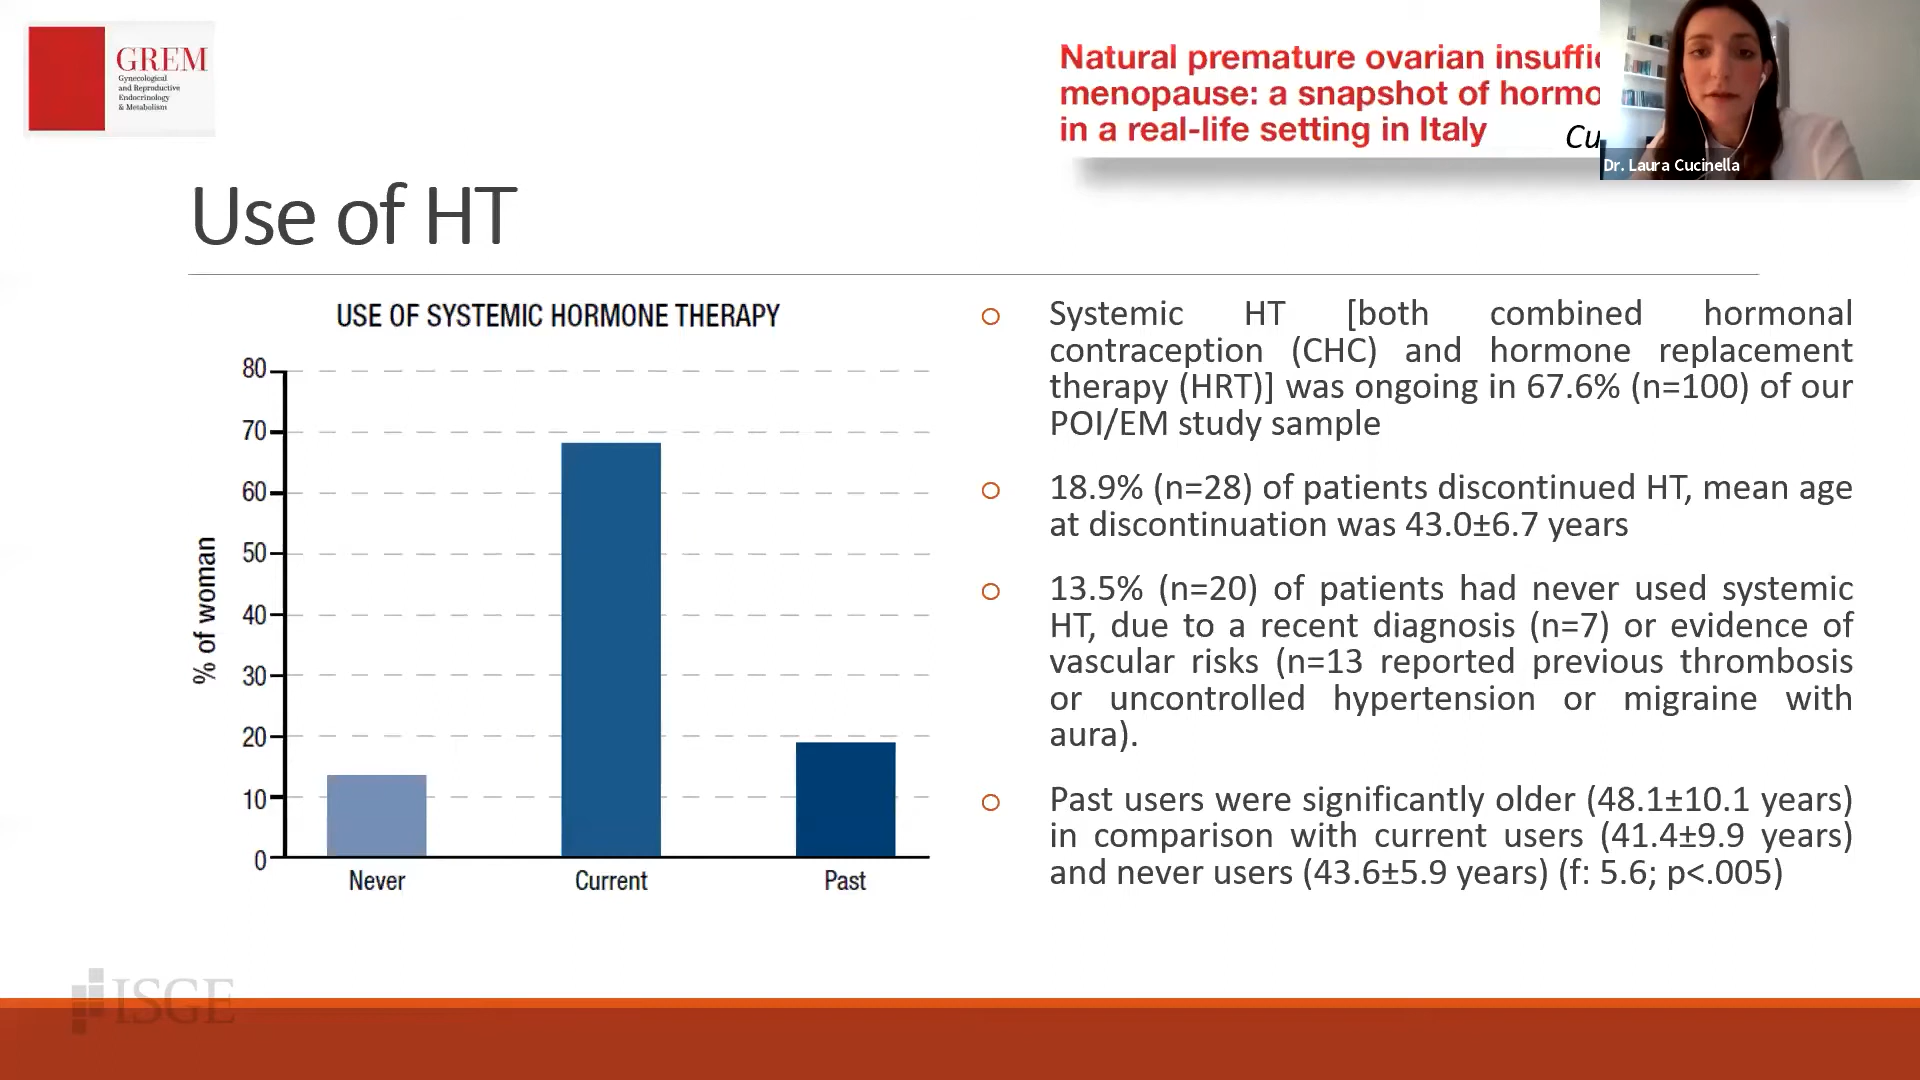 GREM
Gynecological
and Reproductive
Endocrinology
& Metabolism
Natural premature ovarian
menopause: a snapshot of
in a real-life setting in Italy
Dr. Laura Cucinella
Use of HT
USE OF SYSTEMIC HORMONE THERAPY
80
70
60
50
40
30
20
10
0
% of woman
Never Current Past
Systemic HT [both combined hormonal
contraception (CHC) and hormone replacement
therapy (HRT)] was ongoing in 67.6% (n=100) of our
POI/EM study sample
18.9% (n=28) of patients discontinued HT, mean age
at discontinuation was 43.0±6.7 years
13.5% (n=20) of patients had never used systemic
HT, due to a recent diagnosis (n=7) or evidence of
vascular risks (n=13 reported previous thrombosis
or uncontrolled hypertension or migraine with
aura).
Past users were significantly older (48.1±10.1 years)
in comparison with current users (41.4±9.9 years)
and never users (43.6±5.9 years) (f: 5.6; p<.005)
ISGE